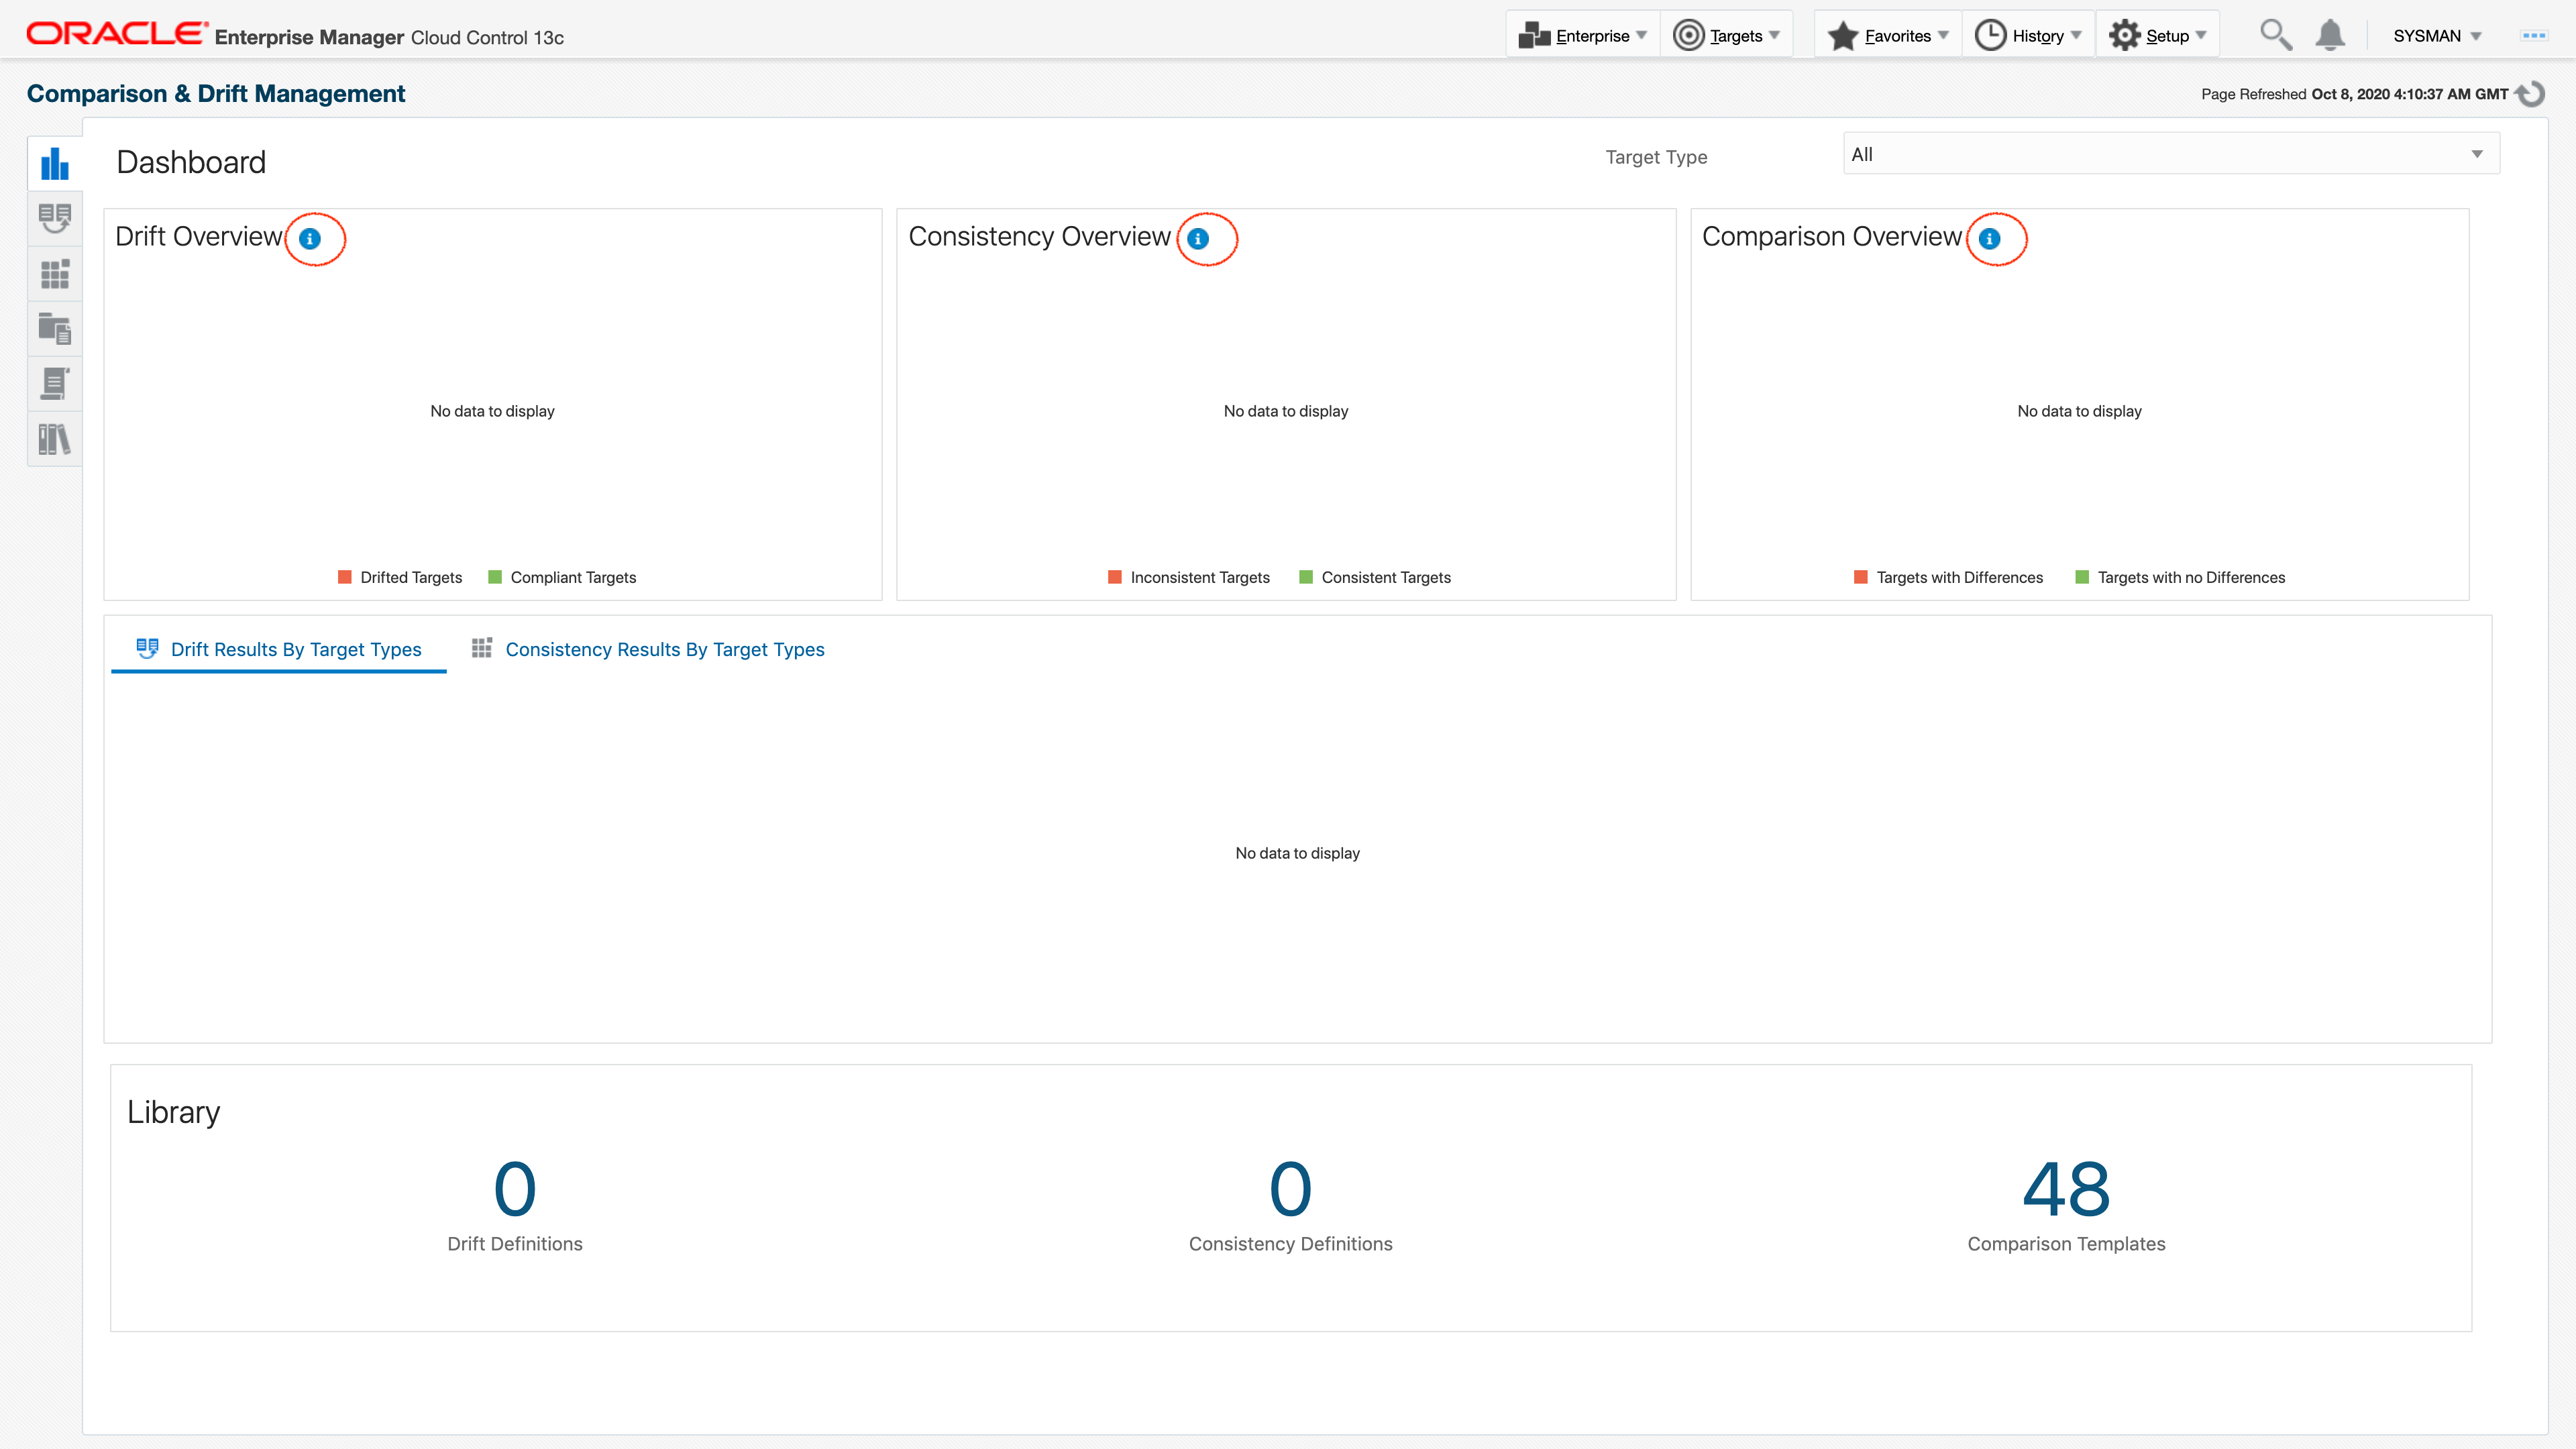 ORACLE® Enterprise Manager Cloud Control 13c
Enterprise Targets Favorites History Setup SYSMAN
Comparison & Drift Management
Page Refreshed Oct 8, 2020 4:10:37 AM GMT
Dashboard
Target Type All
Drift Overview
Consistency Overview
Comparison Overview
No data to display
No data to display
No data to display
Drifted Targets Compliant Targets
Inconsistent Targets Consistent Targets
Targets with Differences Targets with no Differences
Drift Results By Target Types Consistency Results By Target Types
No data to display
Library
0
Drift Definitions
0
Consistency Definitions
48
Comparison Templates